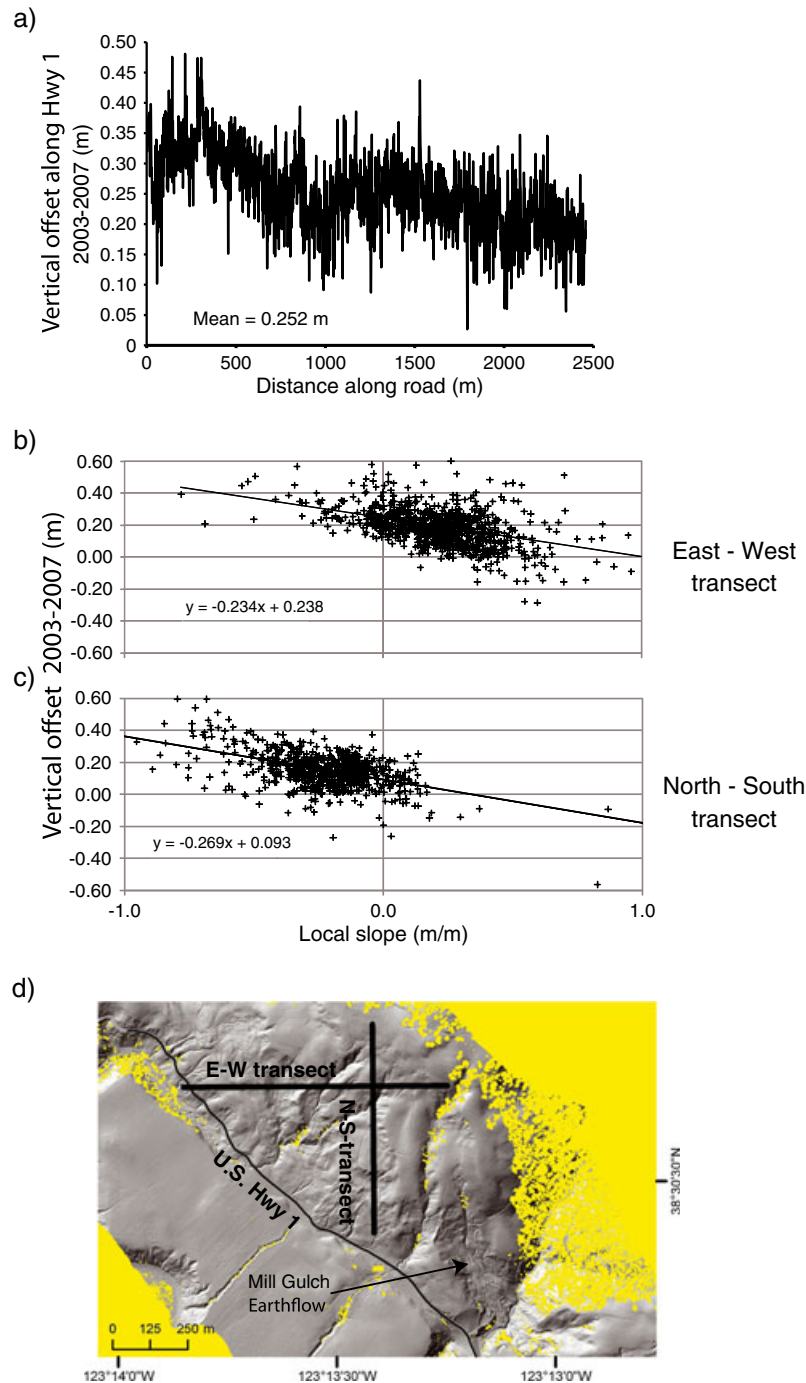 a)
Vertical offset along Hwy 1
2003-2007 (m)
0.50
0.45
0.40
0.35
0.30
0.25
0.20
0.15
0.10
0.05
0
Mean = 0.252 m
0 500 1000 1500 2000 2500
Distance along road (m)
b)
Vertical offset 2003-2007 (m)
0.60
0.40
0.20
0.00
-0.20
-0.40
-0.60
y = -0.234x + 0.238
East - West
transect
c)
0.60
0.40
0.20
0.00
-0.20
-0.40
-0.60
y = -0.269x + 0.093
North - South
transect
-1.0 0.0 1.0
Local slope (m/m)
d)
E-W transect
N-S-transect
U.S. Hwy 1
Mill Gulch
Earthflow
0 125 250 m
38°30'30"N
123°14'0"W 123°13'30"W 123°13'0"W